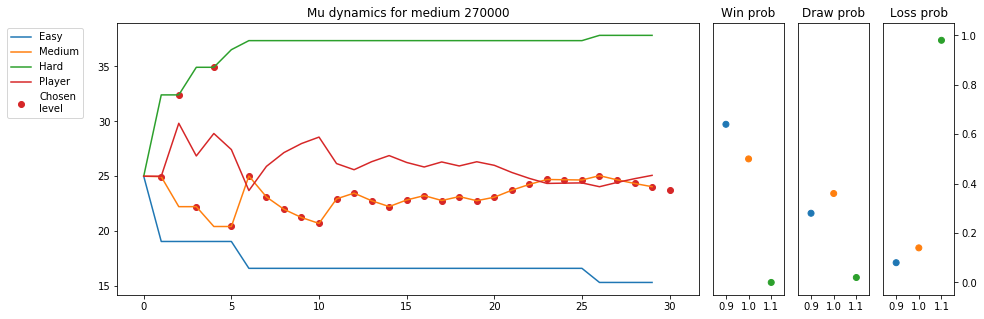 Mu dynamics for medium 270000
Win prob
Draw prob
Loss prob
Easy
Medium
Hard
Player
Chosen
level
35
30
25
20
15
0
5
10
15
20
25
30
0.9
1.0
1.1
0.9
1.0
1.1
0.9
1.0
1.1
1.0
0.8
0.6
0.4
0.2
0.0